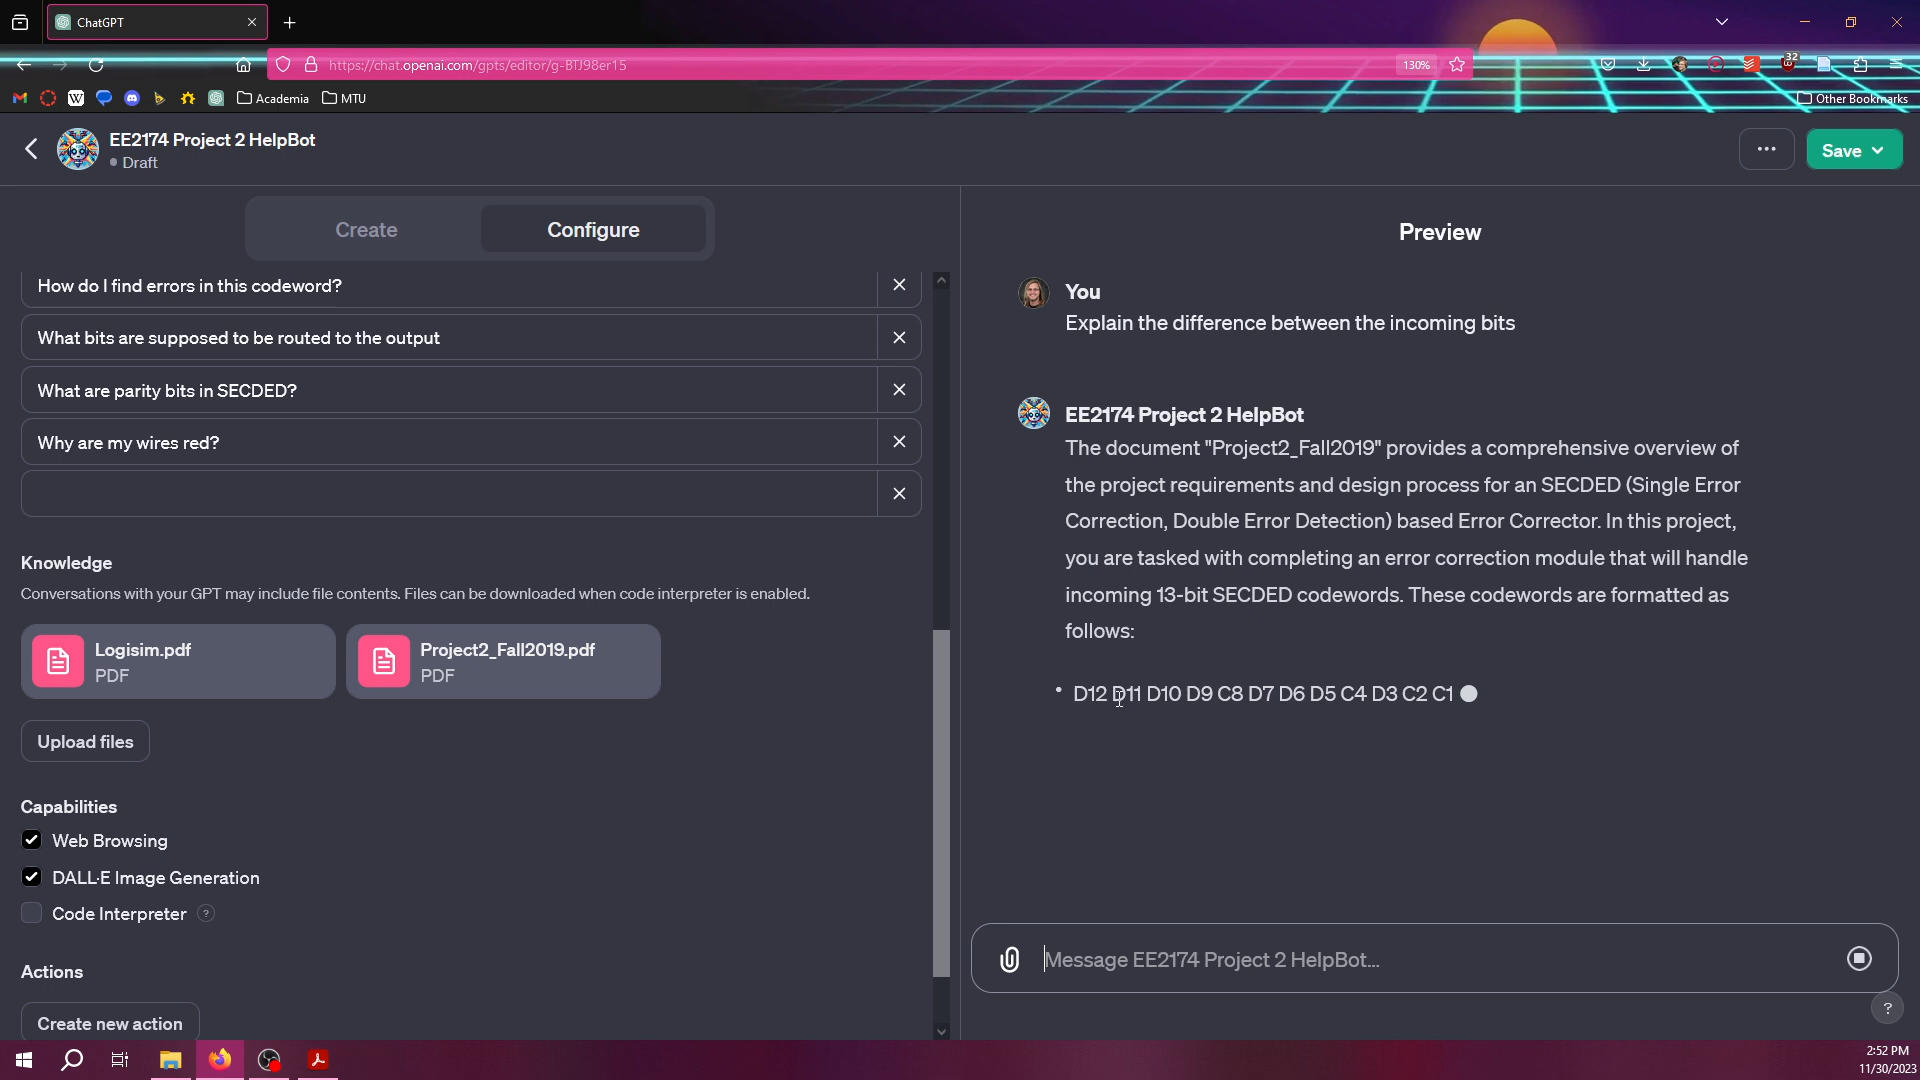 ChatGPT
https://chat.openai.com/gpts/editor/g-BTJ98er15
130%
32
Academia
MTU
Other Bookmarks
EE2174 Project 2 HelpBot
Draft
Save
Create
Configure
How do I find errors in this codeword?
What bits are supposed to be routed to the output
What are parity bits in SECDED?
Why are my wires red?
Knowledge
Conversations with your GPT may include file contents. Files can be downloaded when code interpreter is enabled.
Logisim.pdf
PDF
Project2_Fall2019.pdf
PDF
Upload files
Capabilities
Web Browsing
DALL·E Image Generation
Code Interpreter ?
Actions
Create new action
Preview
You
Explain the difference between the incoming bits
EE2174 Project 2 HelpBot
The document "Project2_Fall2019" provides a comprehensive overview of
the project requirements and design process for an SECDED (Single Error
Correction, Double Error Detection) based Error Corrector. In this project,
you are tasked with completing an error correction module that will handle
incoming 13-bit SECDED codewords. These codewords are formatted as
follows:
• D12 D11 D10 D9 C8 D7 D6 D5 C4 D3 C2 C1
Message EE2174 Project 2 HelpBot...
?
2:52 PM
11/30/2023